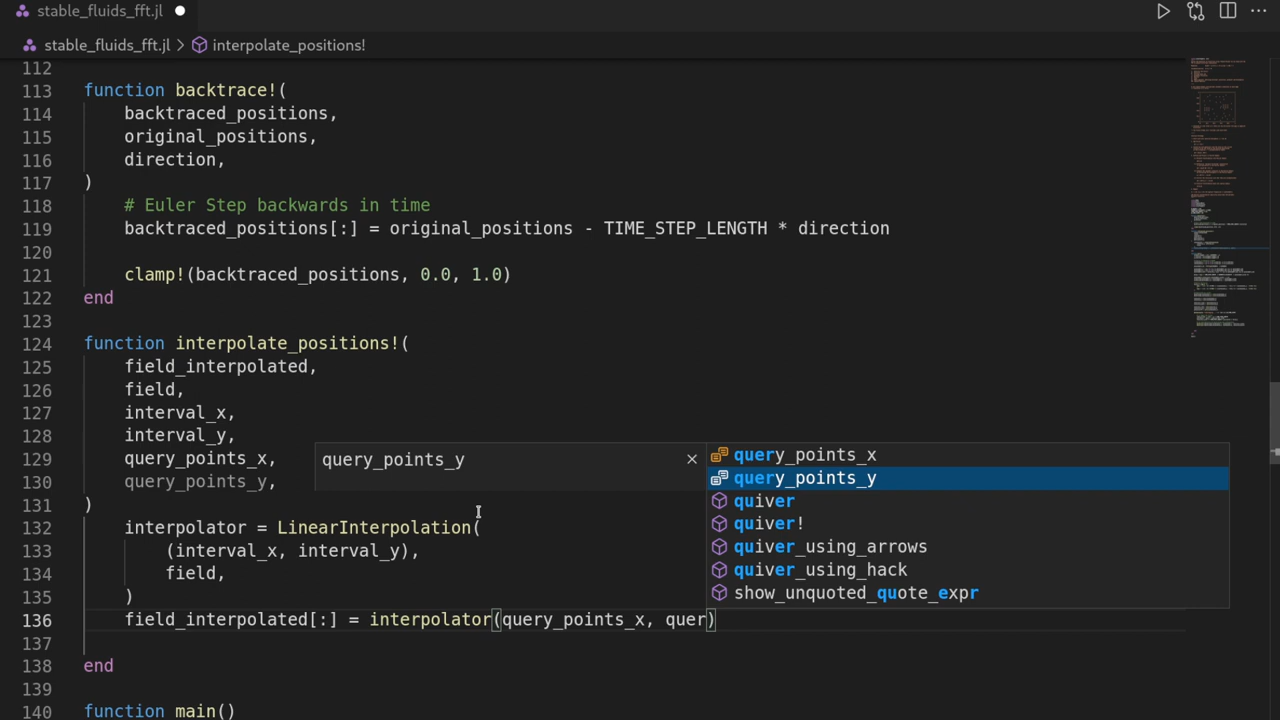 stable_fluids_fft.jl
stable_fluids_fft.jl > interpolate_positions!
112
113 function backtrace!(
114 backtraced_positions,
115 original_positions,
116 direction,
117 )
118 # Euler Step backwards in time
119 backtraced_positions[:] = original_positions - TIME_STEP_LENGTH * direction
120
121 clamp!(backtraced_positions, 0.0, 1.0)
122 end
123
124 function interpolate_positions!(
125 field_interpolated,
126 field,
127 interval_x,
128 interval_y,
129 query_points_x,
130 query_points_y,
131 )
132 interpolator = LinearInterpolation(
133 (interval_x, interval_y),
134 field,
135 )
136 field_interpolated[:] = interpolator(query_points_x, quer)
137
138 end
139
140 function main()
query_points_y
query_points_x
query_points_y
quiver
quiver!
quiver_using_arrows
quiver_using_hack
show_unquoted_quote_expr